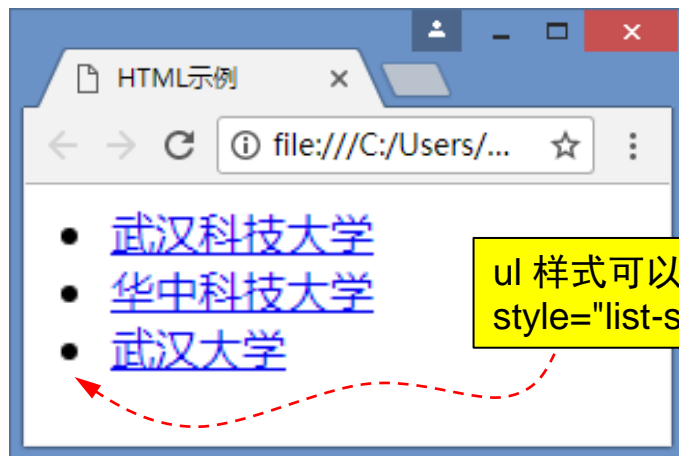 HTML示例
file:///C:/Users/...
武汉科技大学
华中科技大学
武汉大学
ul 样式可以
style="list-s